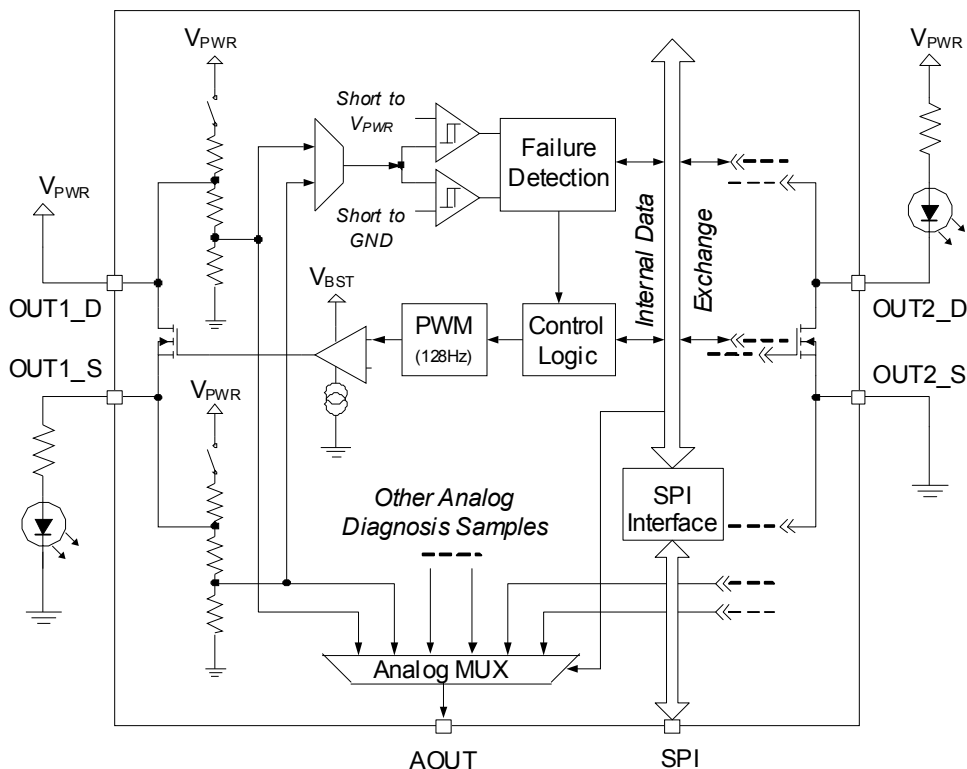 VPWR
VPWR
Short to
VPWR
Failure
Detection
VPWR
Short to
GND
Internal Data
Exchange
OUT1_D
VBST
OUT2_D
PWM
(128Hz)
Control
Logic
OUT1_S
VPWR
OUT2_S
Other Analog
Diagnosis Samples
SPI
Interface
Analog MUX
AOUT
SPI